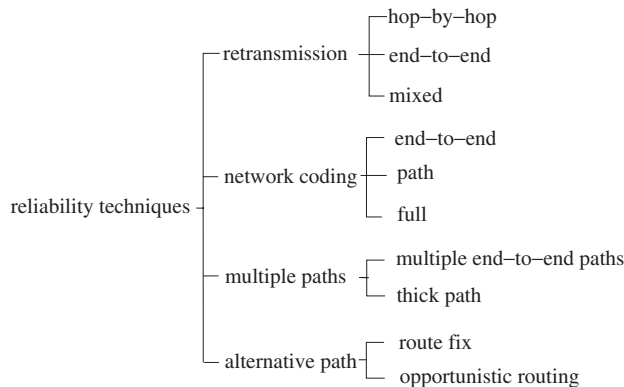 reliability techniques
retransmission
hop−by−hop
end−to−end
mixed
network coding
end−to−end
path
full
multiple paths
multiple end−to−end paths
thick path
alternative path
route fix
opportunistic routing